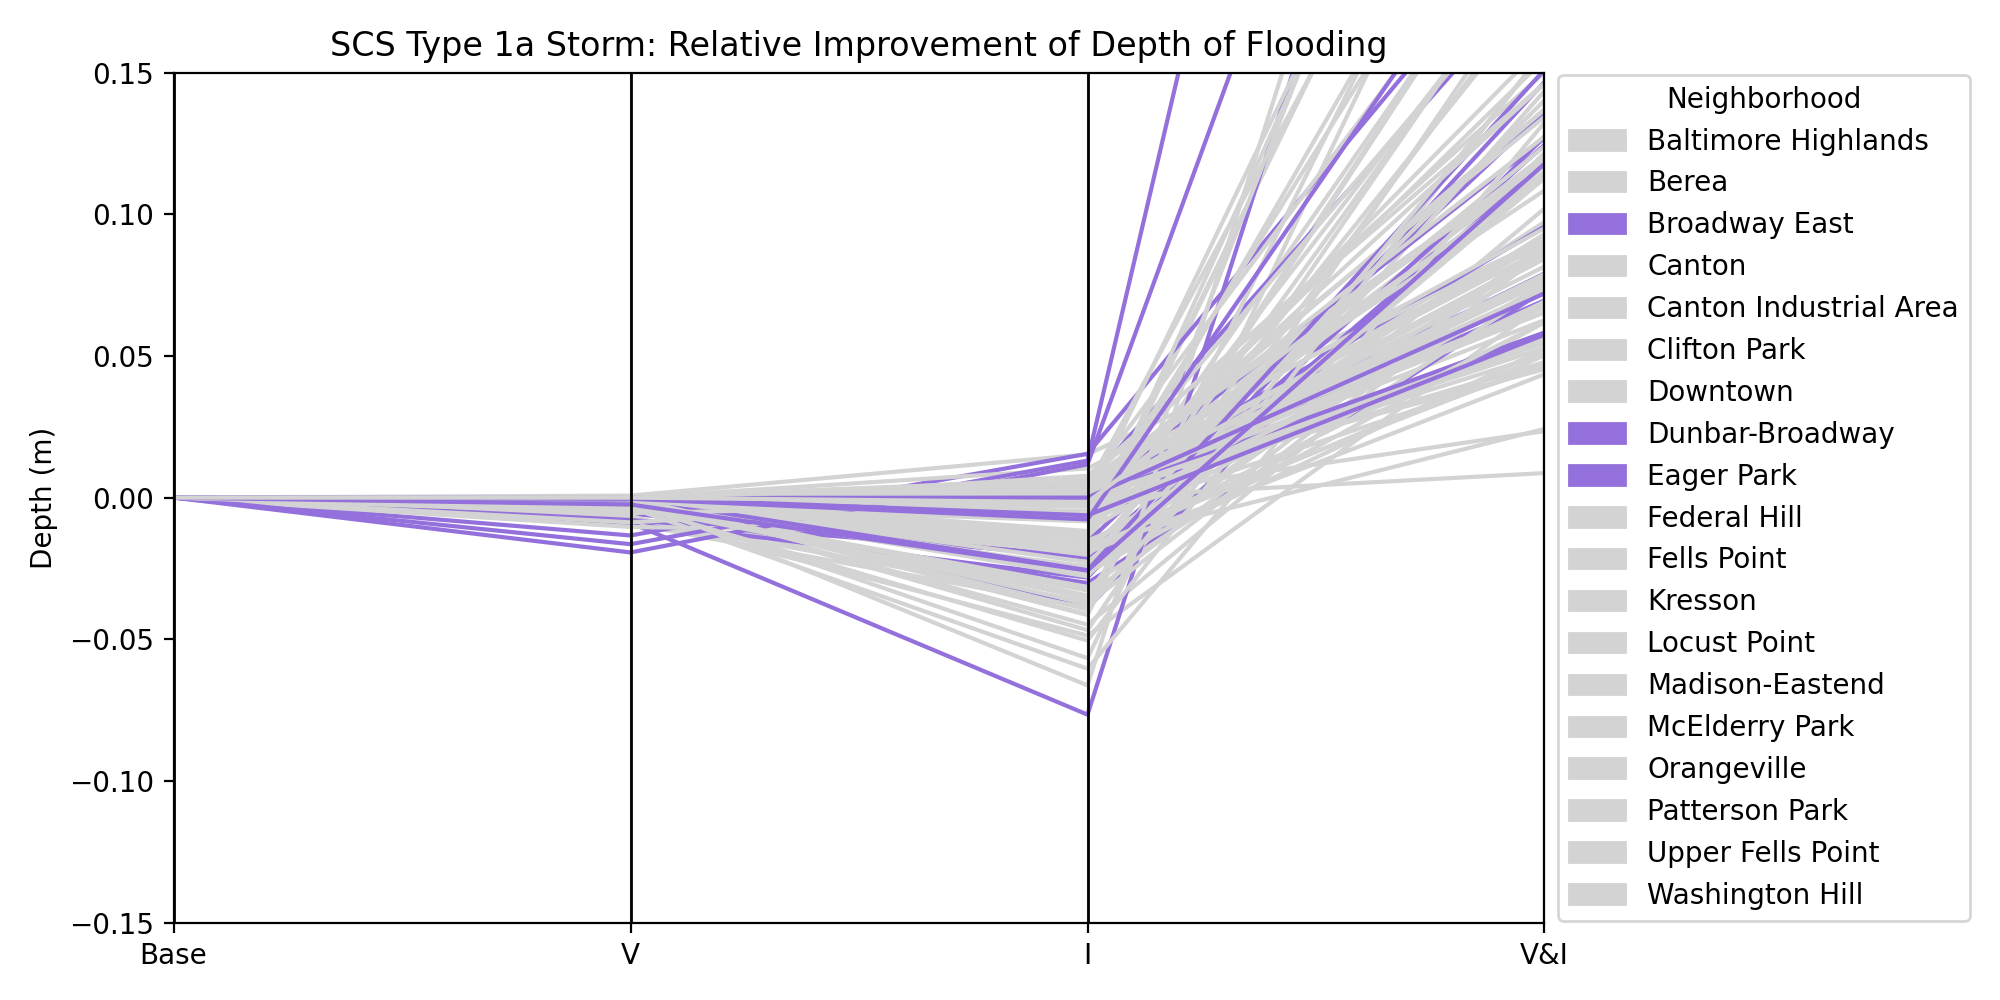 SCS Type 1a Storm: Relative Improvement of Depth of Flooding
0.15
0.10
0.05
0.00
−0.05
−0.10
−0.15
Depth (m)
Base
V
I
V&I
Neighborhood
Baltimore Highlands
Berea
Broadway East
Canton
Canton Industrial Area
Clifton Park
Downtown
Dunbar-Broadway
Eager Park
Federal Hill
Fells Point
Kresson
Locust Point
Madison-Eastend
McElderry Park
Orangeville
Patterson Park
Upper Fells Point
Washington Hill